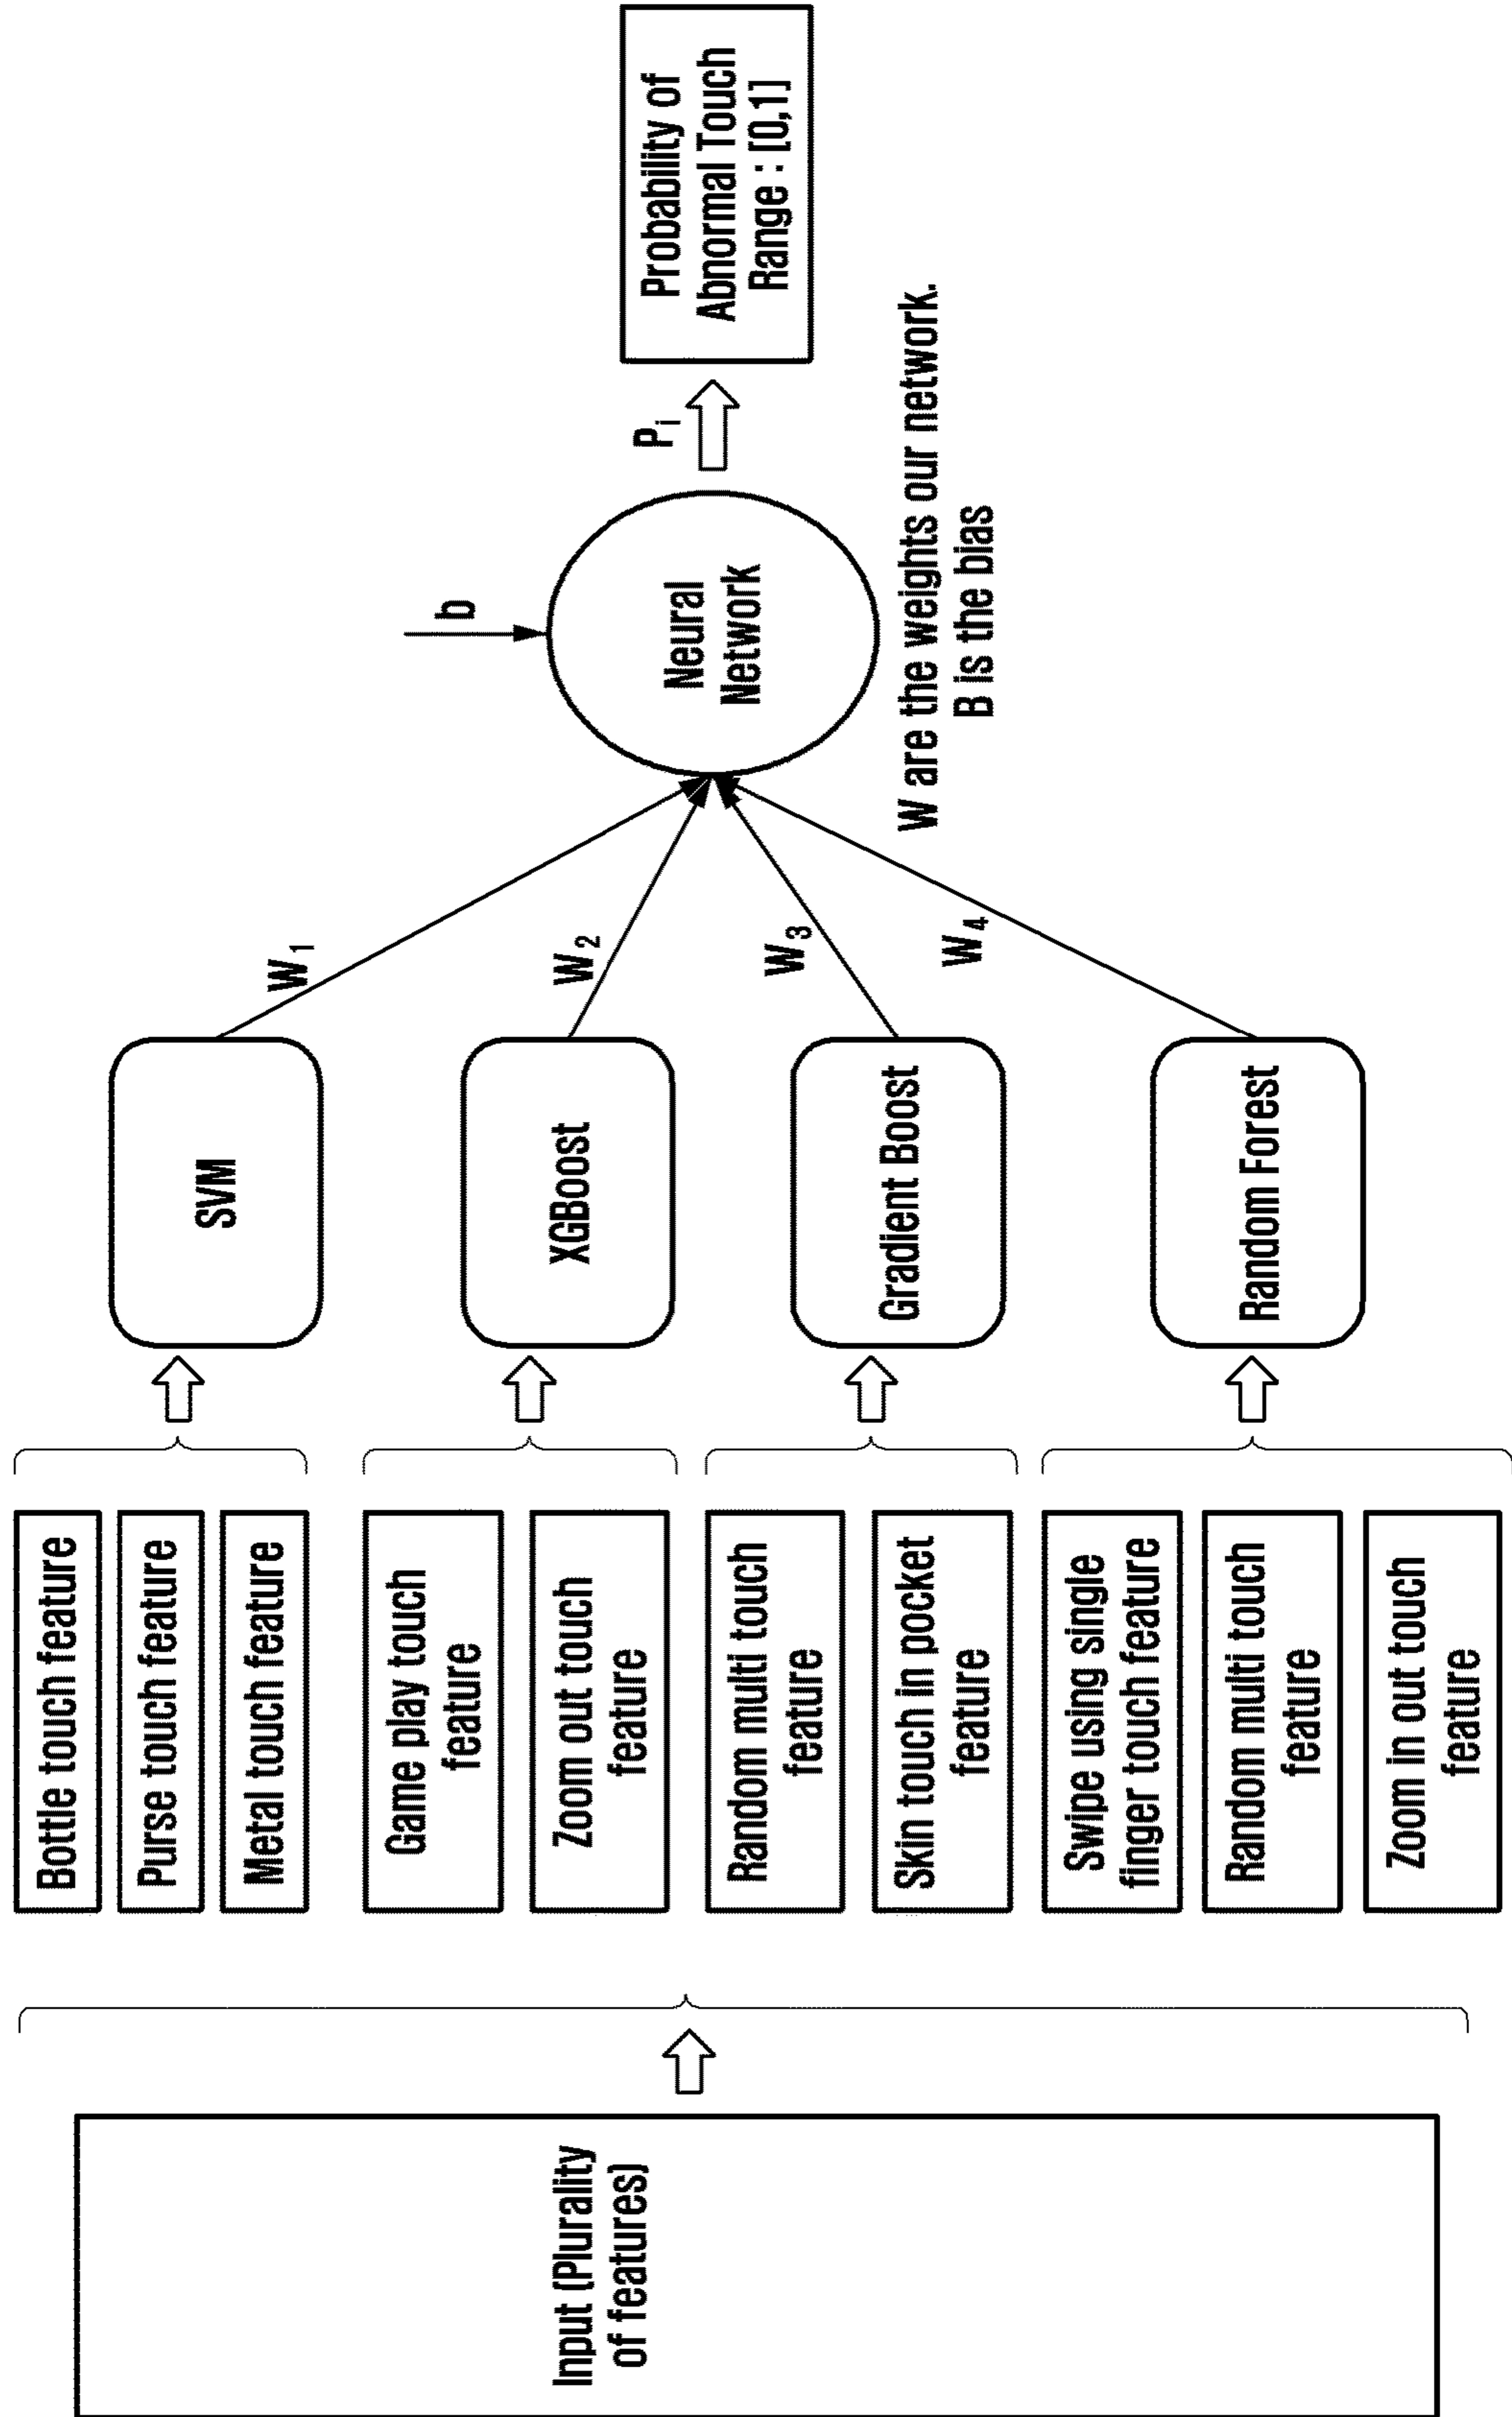 Input (Plurality
of features)
Bottle touch feature
Purse touch feature
Metal touch feature
Game play touch
feature
Zoom out touch
feature
Random multi touch
feature
Skin touch in pocket
feature
Swipe using single
finger touch feature
Random multi touch
feature
Zoom in out touch
feature
SVM
XGBoost
Gradient Boost
Random Forest
W1
W2
W3
W4
b
Neural
Network
Pi
W are the weights our network.
B is the bias
Probability of
Abnormal Touch
Range : [0,1]